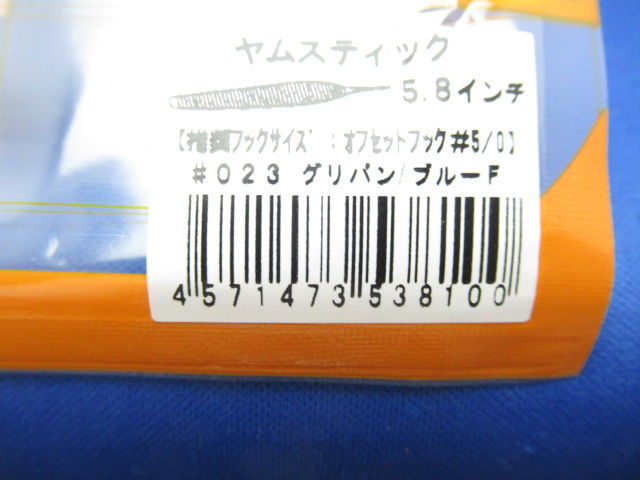 ヤムスティック
5.8インチ
【推奨フックサイズ:オフセットフック#5/0】
#023 グリパン/ブルーF
4571473538100